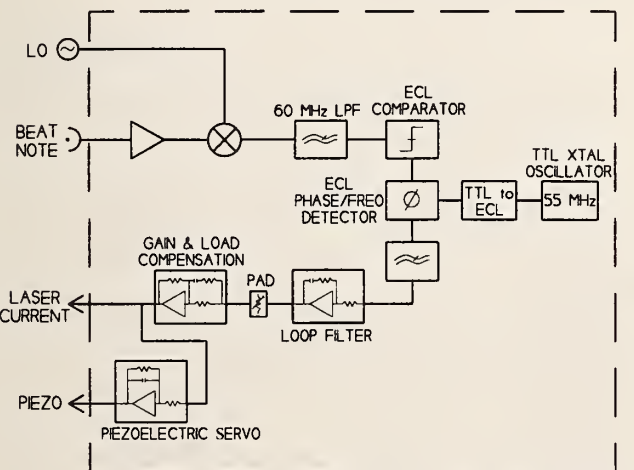 LO
BEAT
NOTE
60 MHz LPF
ECL
COMPARATOR
ECL
PHASE/FREQ
DETECTOR
TTL to
ECL
TTL XTAL
OSCILLATOR
55 MHz
GAIN & LOAD
COMPENSATION
PAD
LASER
CURRENT
LOOP FILTER
PIEZO
PIEZOELECTRIC SERVO